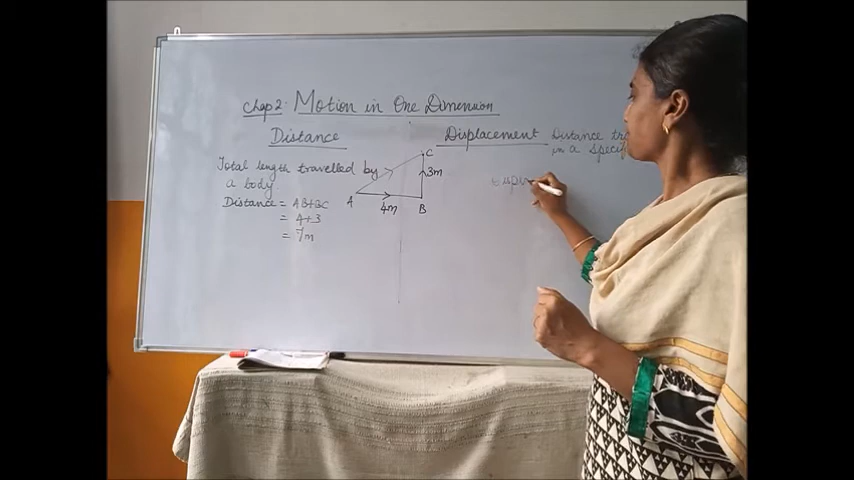 Chap 2: Motion in One Dimension
Distance
Total length travelled by
a body
Distance = AB+BC
= 4+3
= 7m
A
4m
B
3m
C
Displacement
Distance
in a